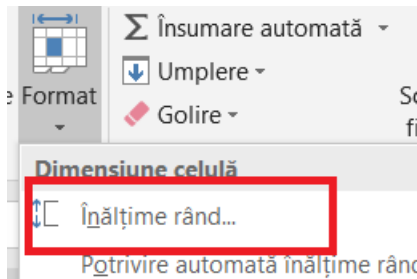 Însumare automată
Umplere
Format
Golire
Dimensiune celulă
Înălțime rând...
Potrivire automată înălțime rând